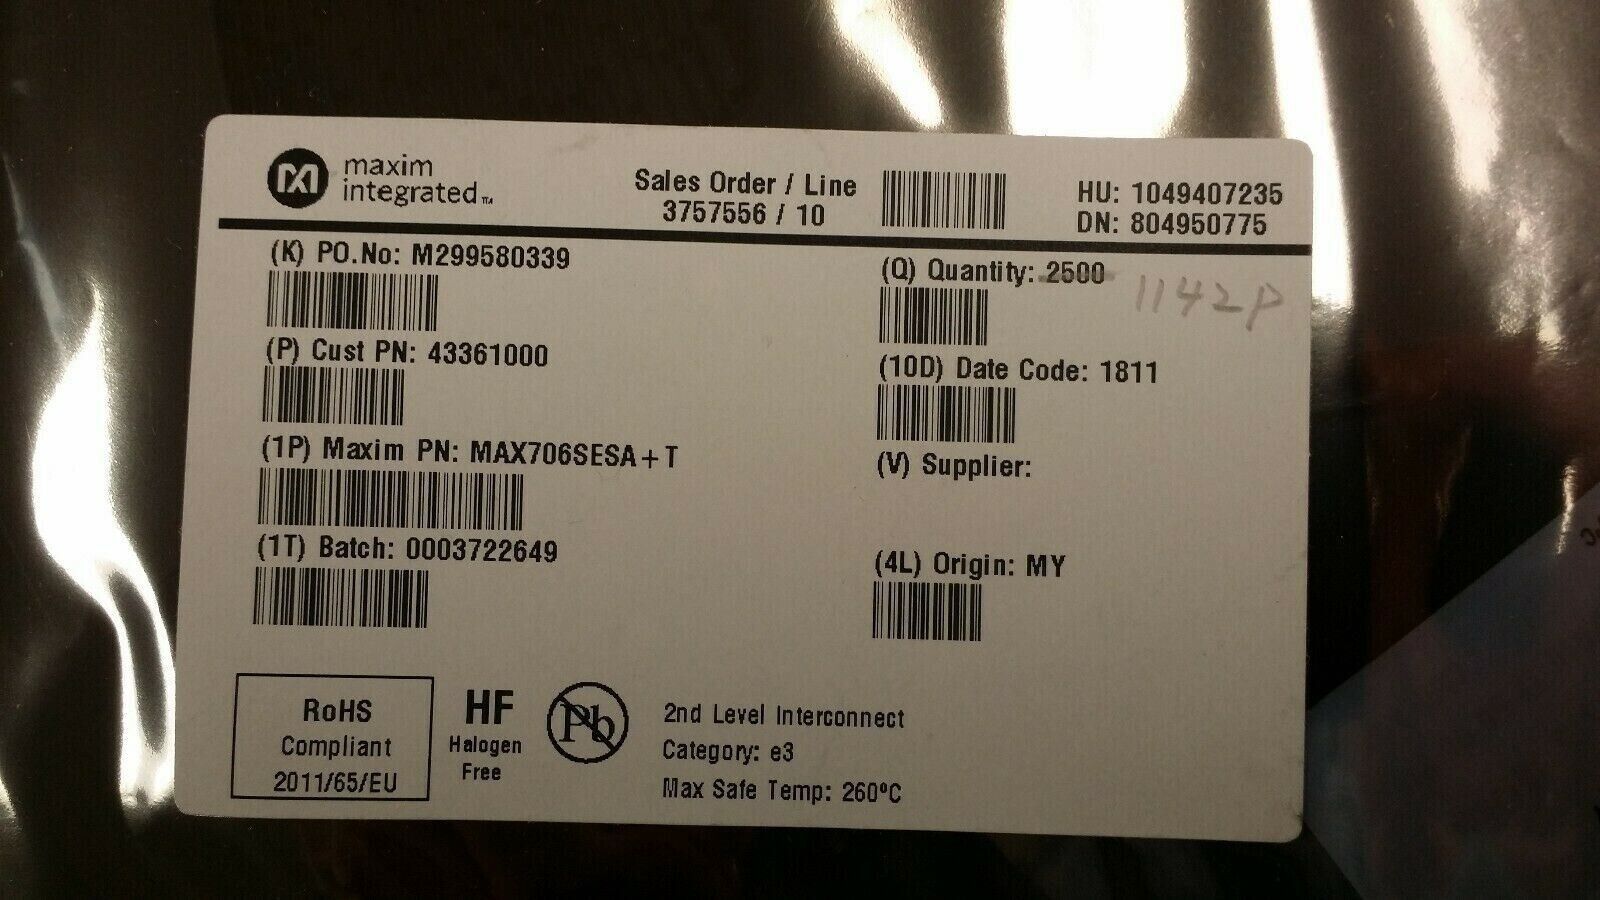 maxim
integrated™
Sales Order / Line
3757556 / 10
HU: 1049407235
DN: 804950775
(K) PO.No: M299580339
(Q) Quantity: 2500
1142P
(P) Cust PN: 43361000
(10D) Date Code: 1811
(1P) Maxim PN: MAX706SESA+T
(V) Supplier:
(1T) Batch: 0003722649
(4L) Origin: MY
RoHS
Compliant
2011/65/EU
HF
Halogen
Free
Pb
2nd Level Interconnect
Category: e3
Max Safe Temp: 260ºC